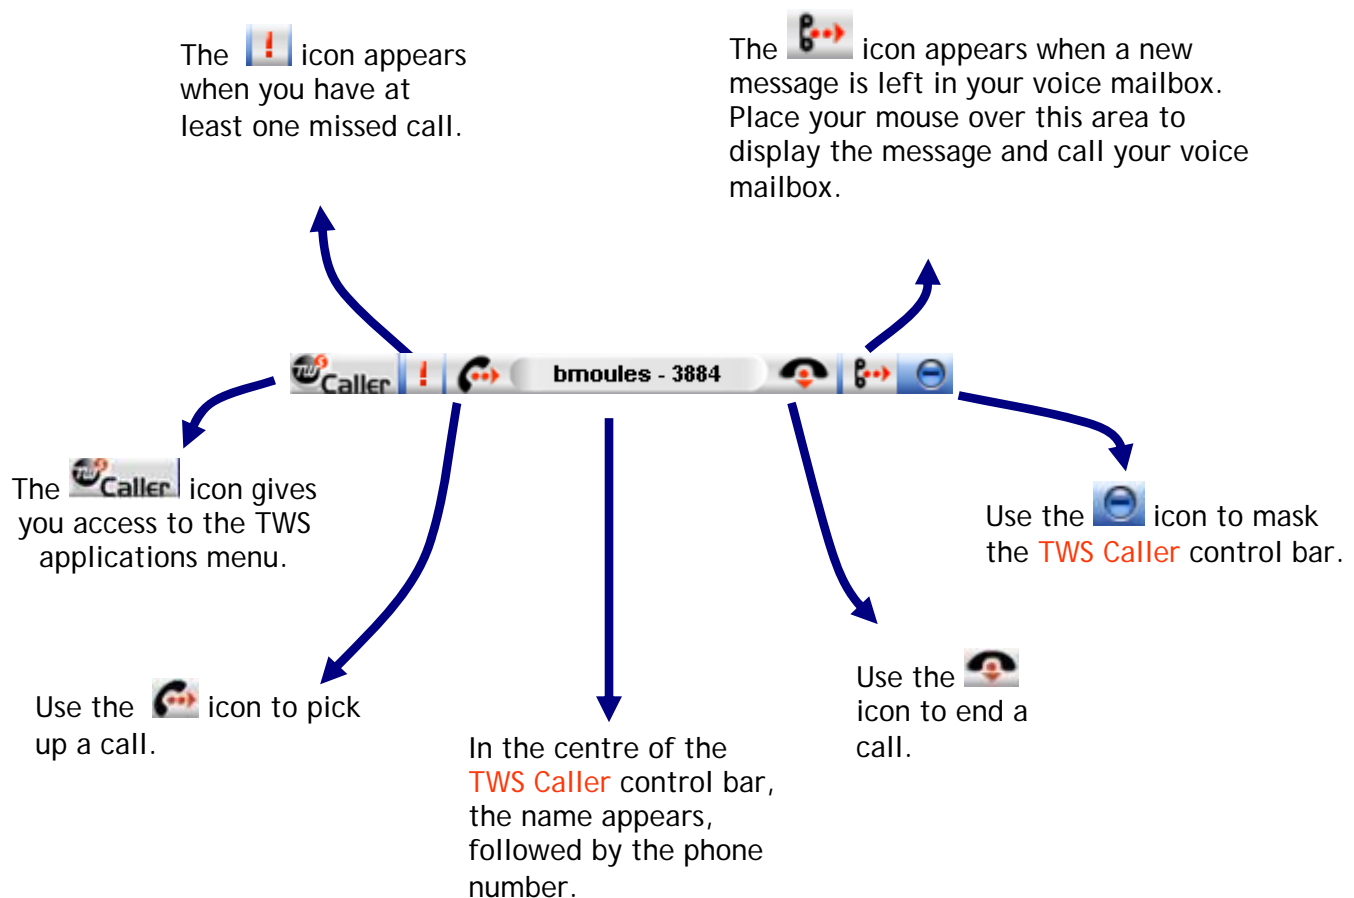 The ! icon appears
when you have at
least one missed call.
The icon appears when a new
message is left in your voice mailbox.
Place your mouse over this area to
display the message and call your voice
mailbox.
TWS Caller ! bmoules - 3884
The TWS Caller icon gives
you access to the TWS
applications menu.
Use the icon to mask
the TWS Caller control bar.
Use the icon to pick
up a call.
In the centre of the
TWS Caller control bar,
the name appears,
followed by the phone
number.
Use the
icon to end a
call.